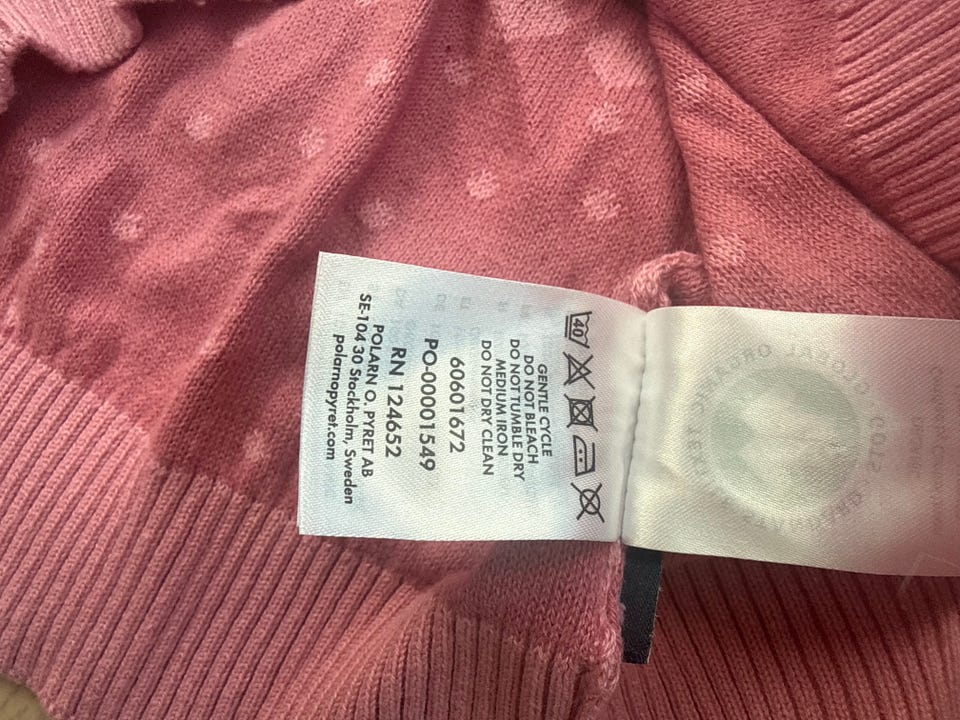 40
GENTLE CYCLE
DO NOT BLEACH
DO NOT TUMBLE DRY
MEDIUM IRON
DO NOT DRY CLEAN
60601672
PO-00001549
RN 124652
POLARN O. PYRET AB
SE-104 30 Stockholm, Sweden
polarnopyret.com